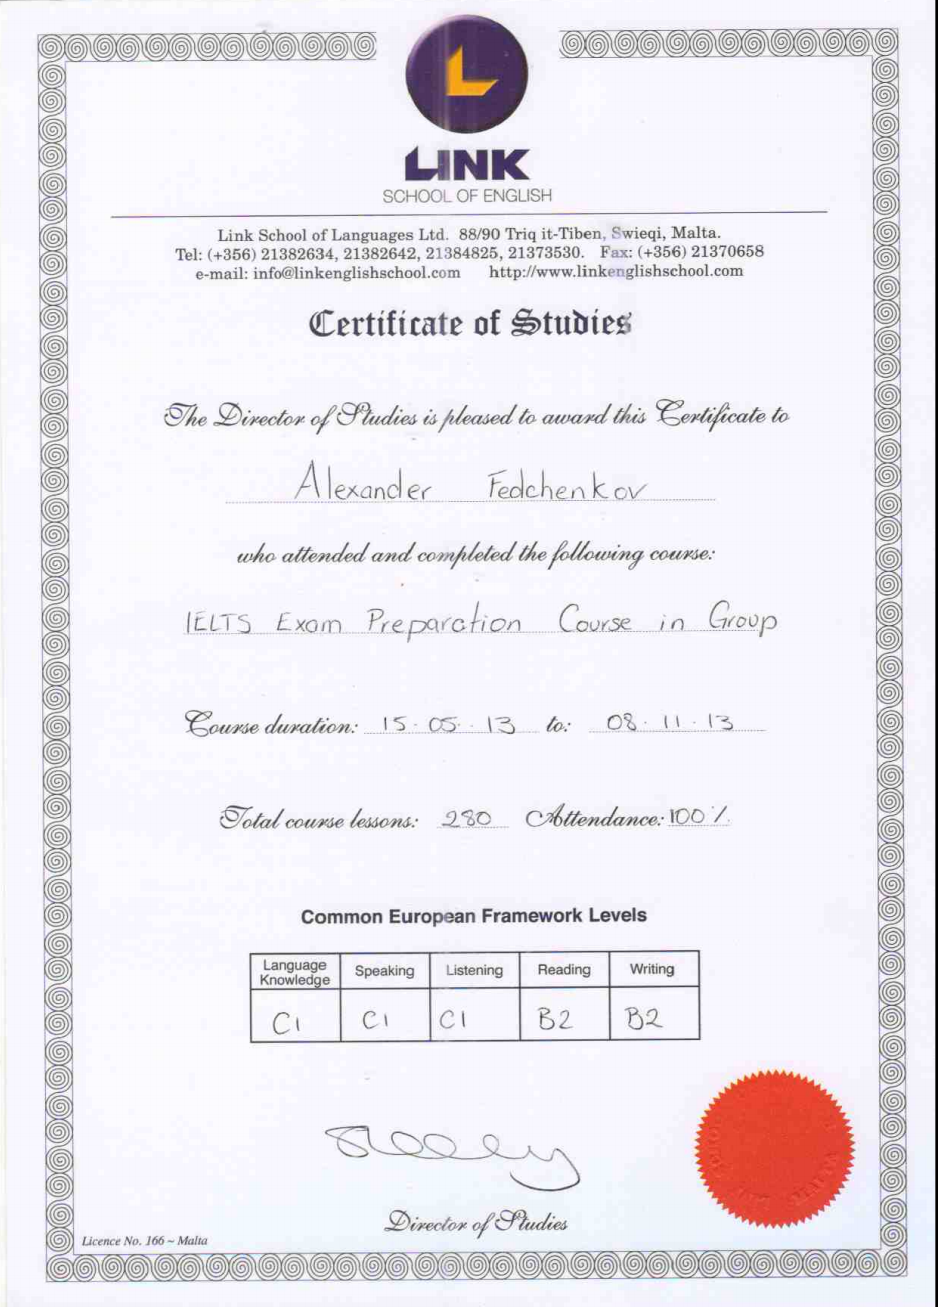 LINK
SCHOOL OF ENGLISH
Link School of Languages Ltd. 88/90 Triq it-Tiben, Swieqi, Malta.
Tel: (+356) 21382634, 21382642, 21384825, 21373530. Fax: (+356) 21370658
e-mail: info@linkenglishschool.com http://www.linkenglishschool.com
Certificate of Studies
The Director of Studies is pleased to award this Certificate to
Alexander Fedchenkov
who attended and completed the following course:
IELTS Exam Preparation Course in Group
Course duration: 15.05.13 to: 08.11.13
Total course lessons: 280 Attendance: 100%
Common European Framework Levels
Language Knowledge Speaking Listening Reading Writing
C1 C1 C1 B2 B2
Director of Studies
Licence No. 166 ~ Malta
MALTA